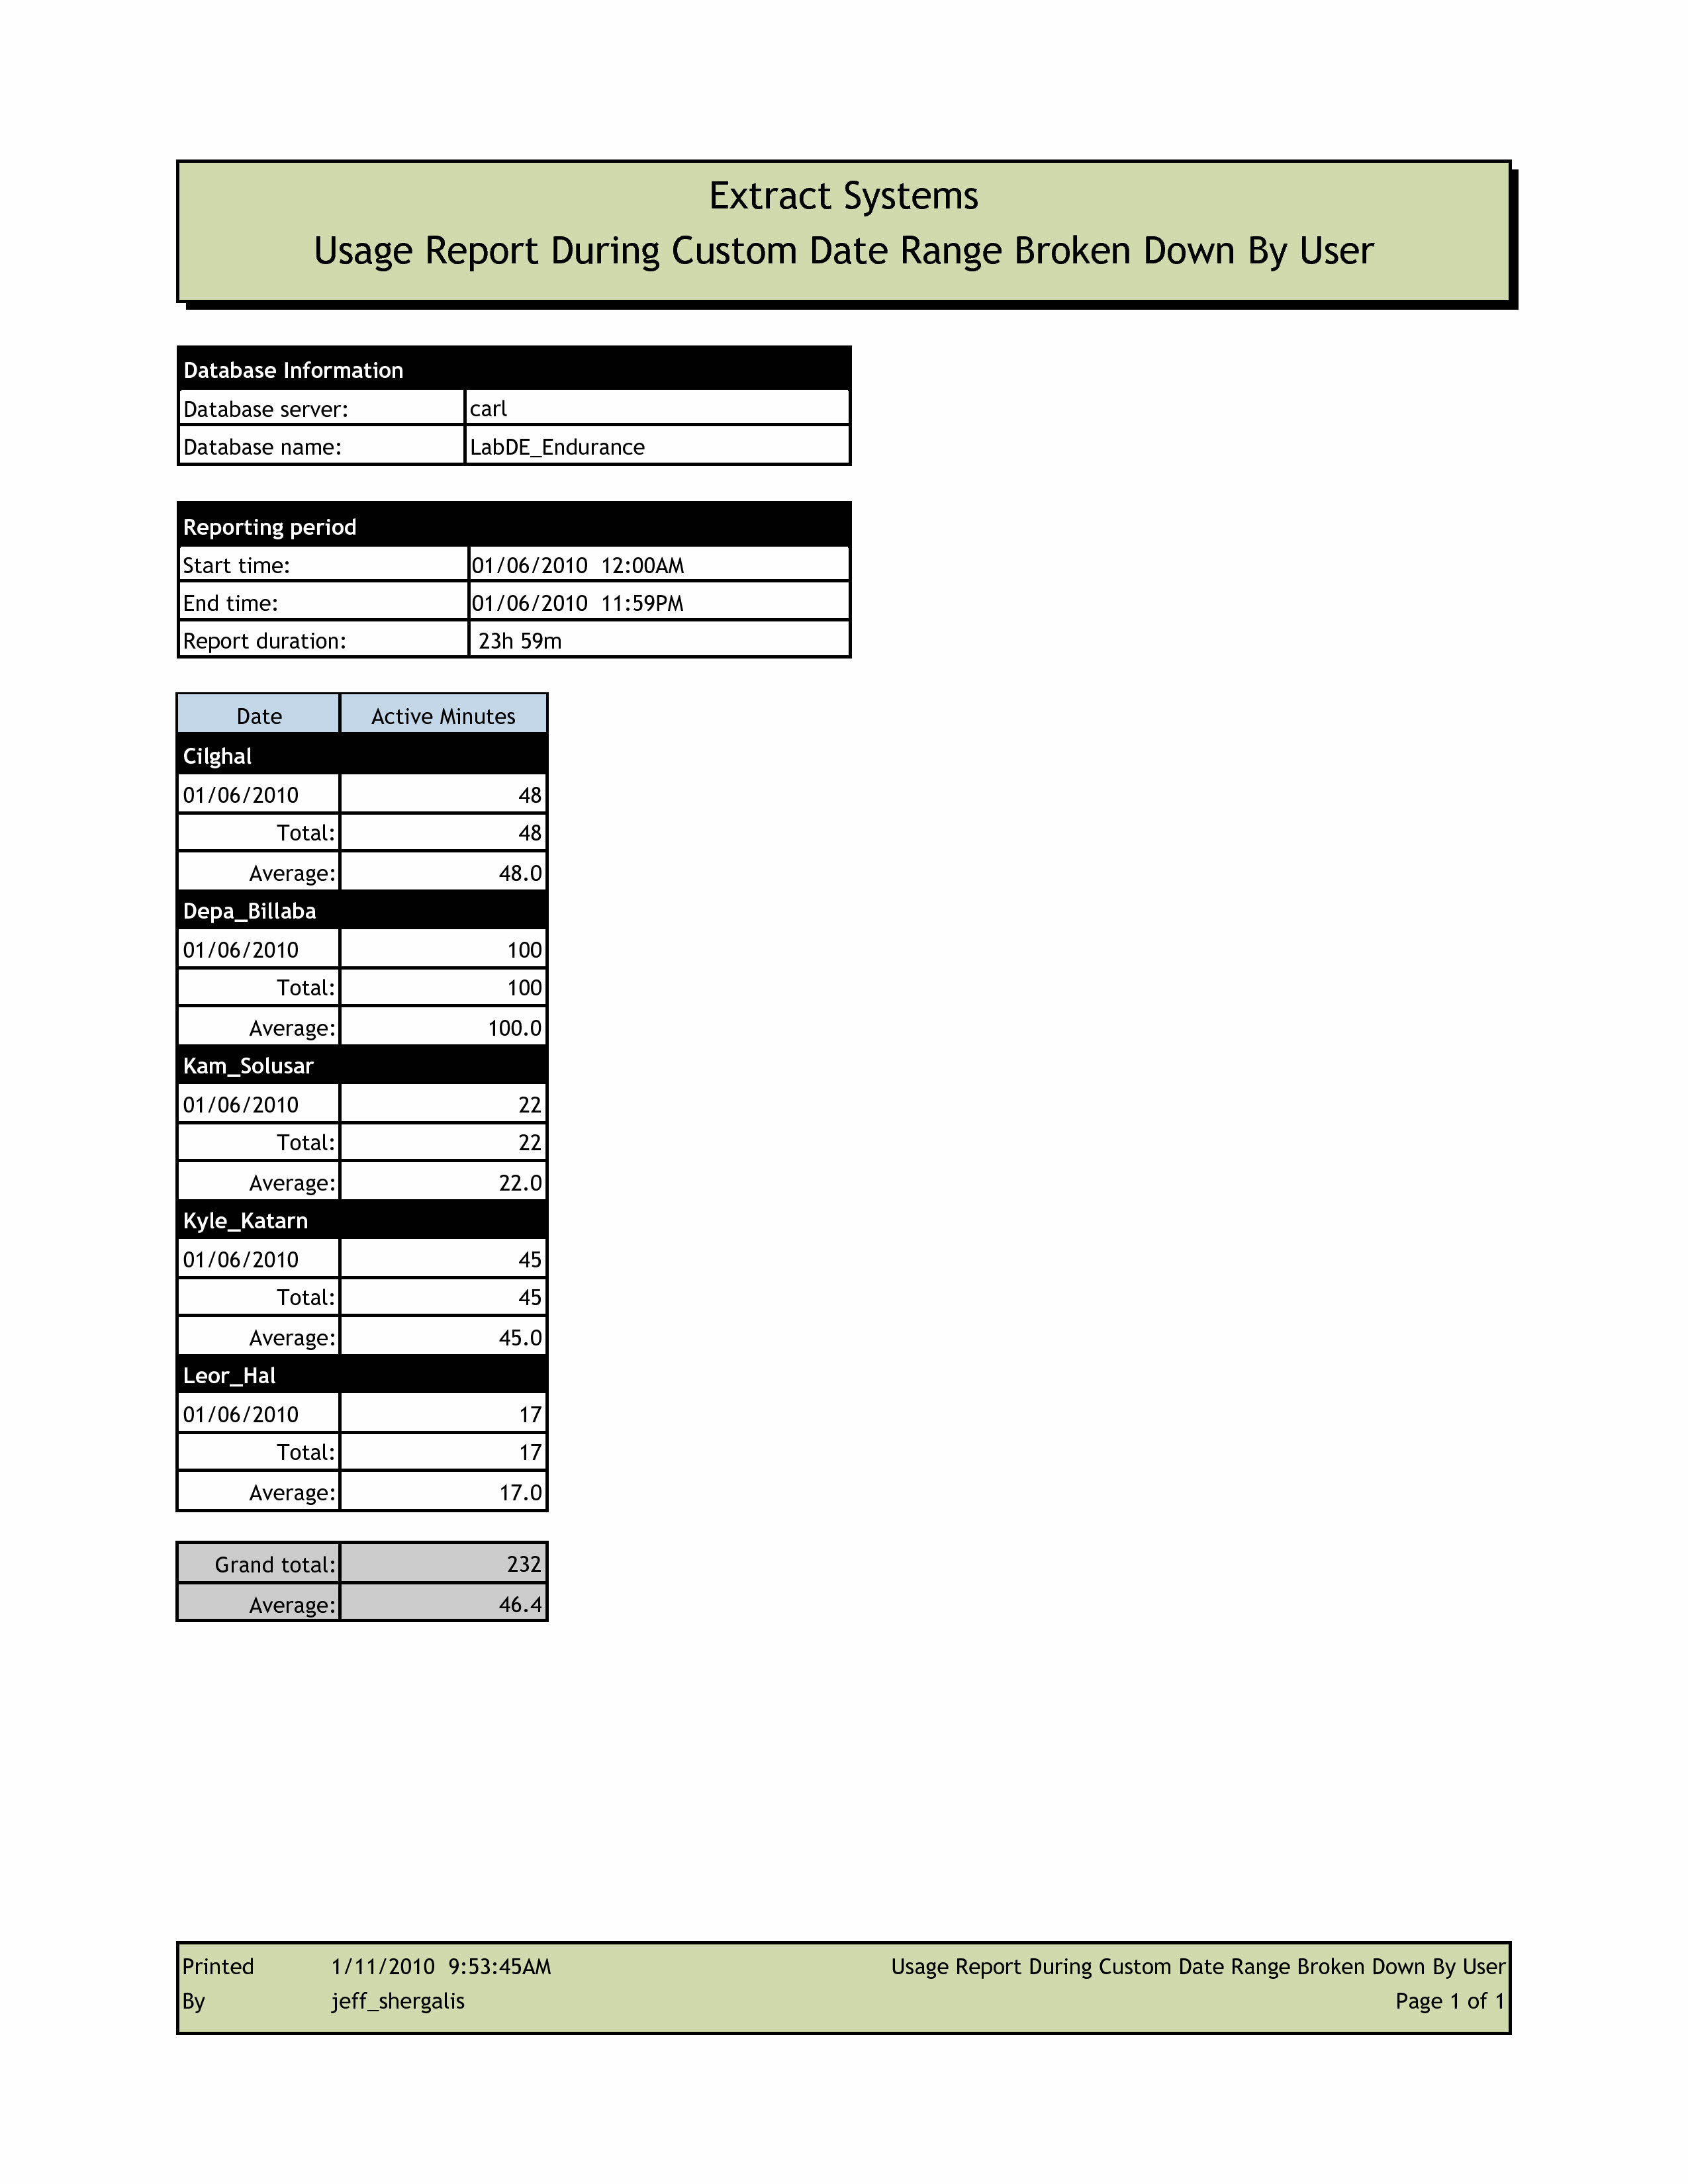 Extract Systems
Usage Report During Custom Date Range Broken Down By User
Database Information
Database server: carl
Database name: LabDE_Endurance
Reporting period
Start time: 01/06/2010 12:00AM
End time: 01/06/2010 11:59PM
Report duration: 23h 59m
Date Active Minutes
Cilghal
01/06/2010 48
Total: 48
Average: 48.0
Depa_Billaba
01/06/2010 100
Total: 100
Average: 100.0
Kam_Solusar
01/06/2010 22
Total: 22
Average: 22.0
Kyle_Katarn
01/06/2010 45
Total: 45
Average: 45.0
Leor_Hal
01/06/2010 17
Total: 17
Average: 17.0
Grand total: 232
Average: 46.4
Printed 1/11/2010 9:53:45AM Usage Report During Custom Date Range Broken Down By User
By jeff_shergalis Page 1 of 1